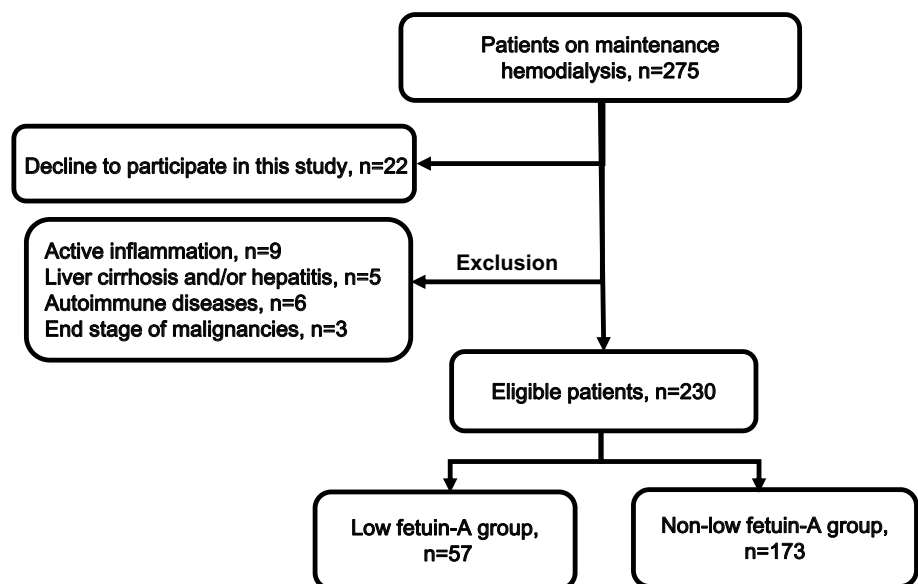 Patients on maintenance
hemodialysis, n=275
Decline to participate in this study, n=22
Active inflammation, n=9
Liver cirrhosis and/or hepatitis, n=5
Autoimmune diseases, n=6
End stage of malignancies, n=3
Exclusion
Eligible patients, n=230
Low fetuin-A group,
n=57
Non-low fetuin-A group,
n=173